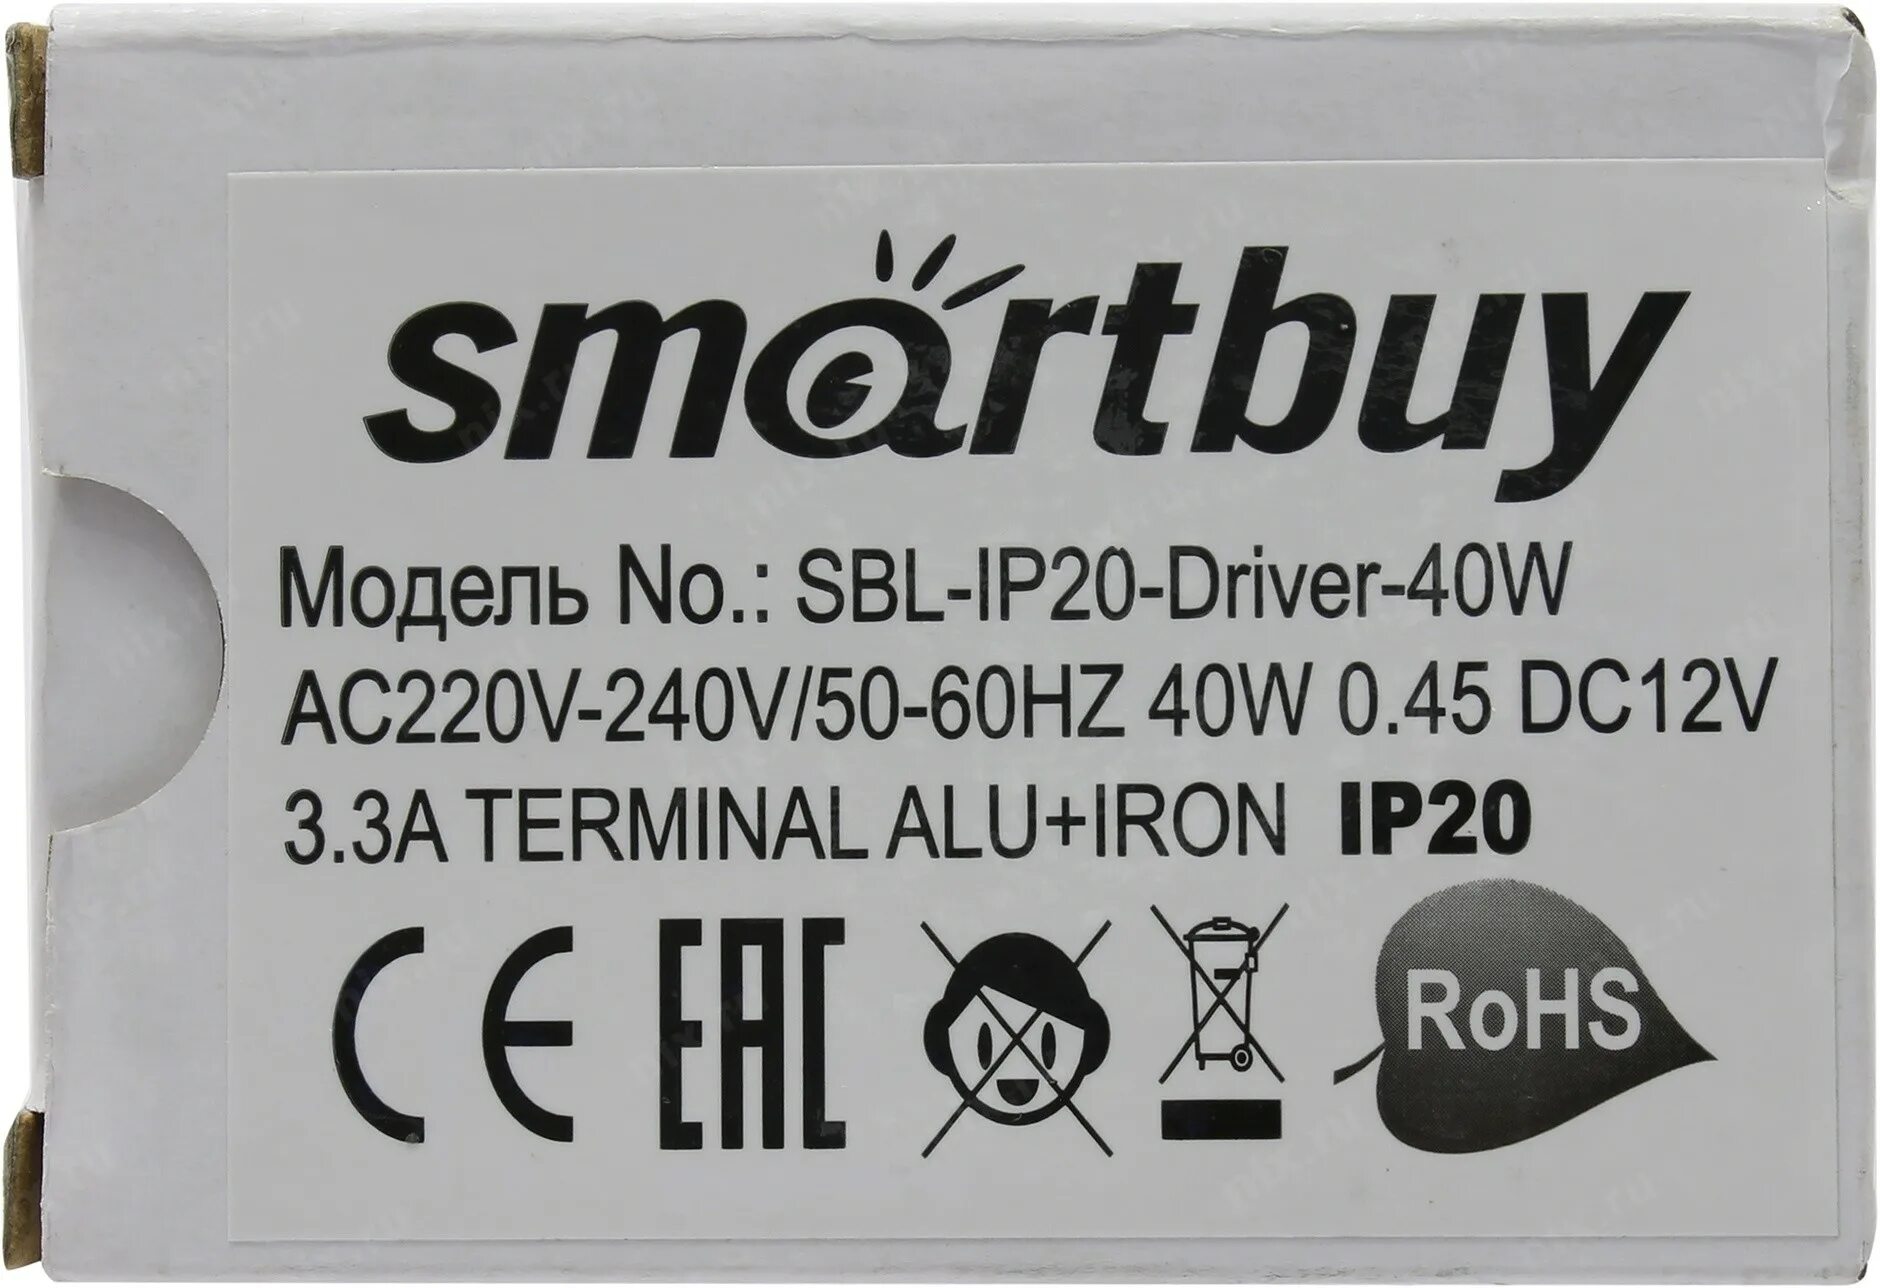 smartbuy
Модель No.: SBL-IP20-Driver-40W
AC220V-240V/50-60HZ 40W 0.45 DC12V
3.3A TERMINAL ALU+IRON IP20
CE EAC RoHS